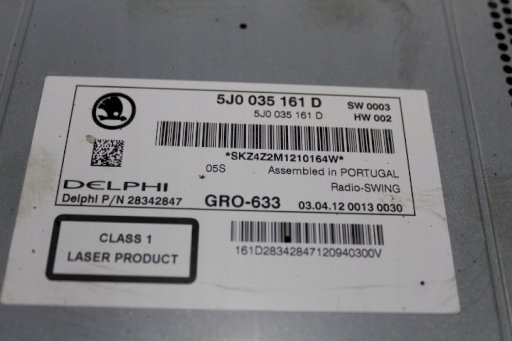 5J0 035 161 D SW 0003
5J0 035 161 D HW 002
*SKZ4Z2M1210164W*
05S Assembled in PORTUGAL
DELPHI Radio-SWING
Delphi P/N 28342847 GRO-633 03.04.12 0013 0030
CLASS 1
LASER PRODUCT
161D28342847120940300V